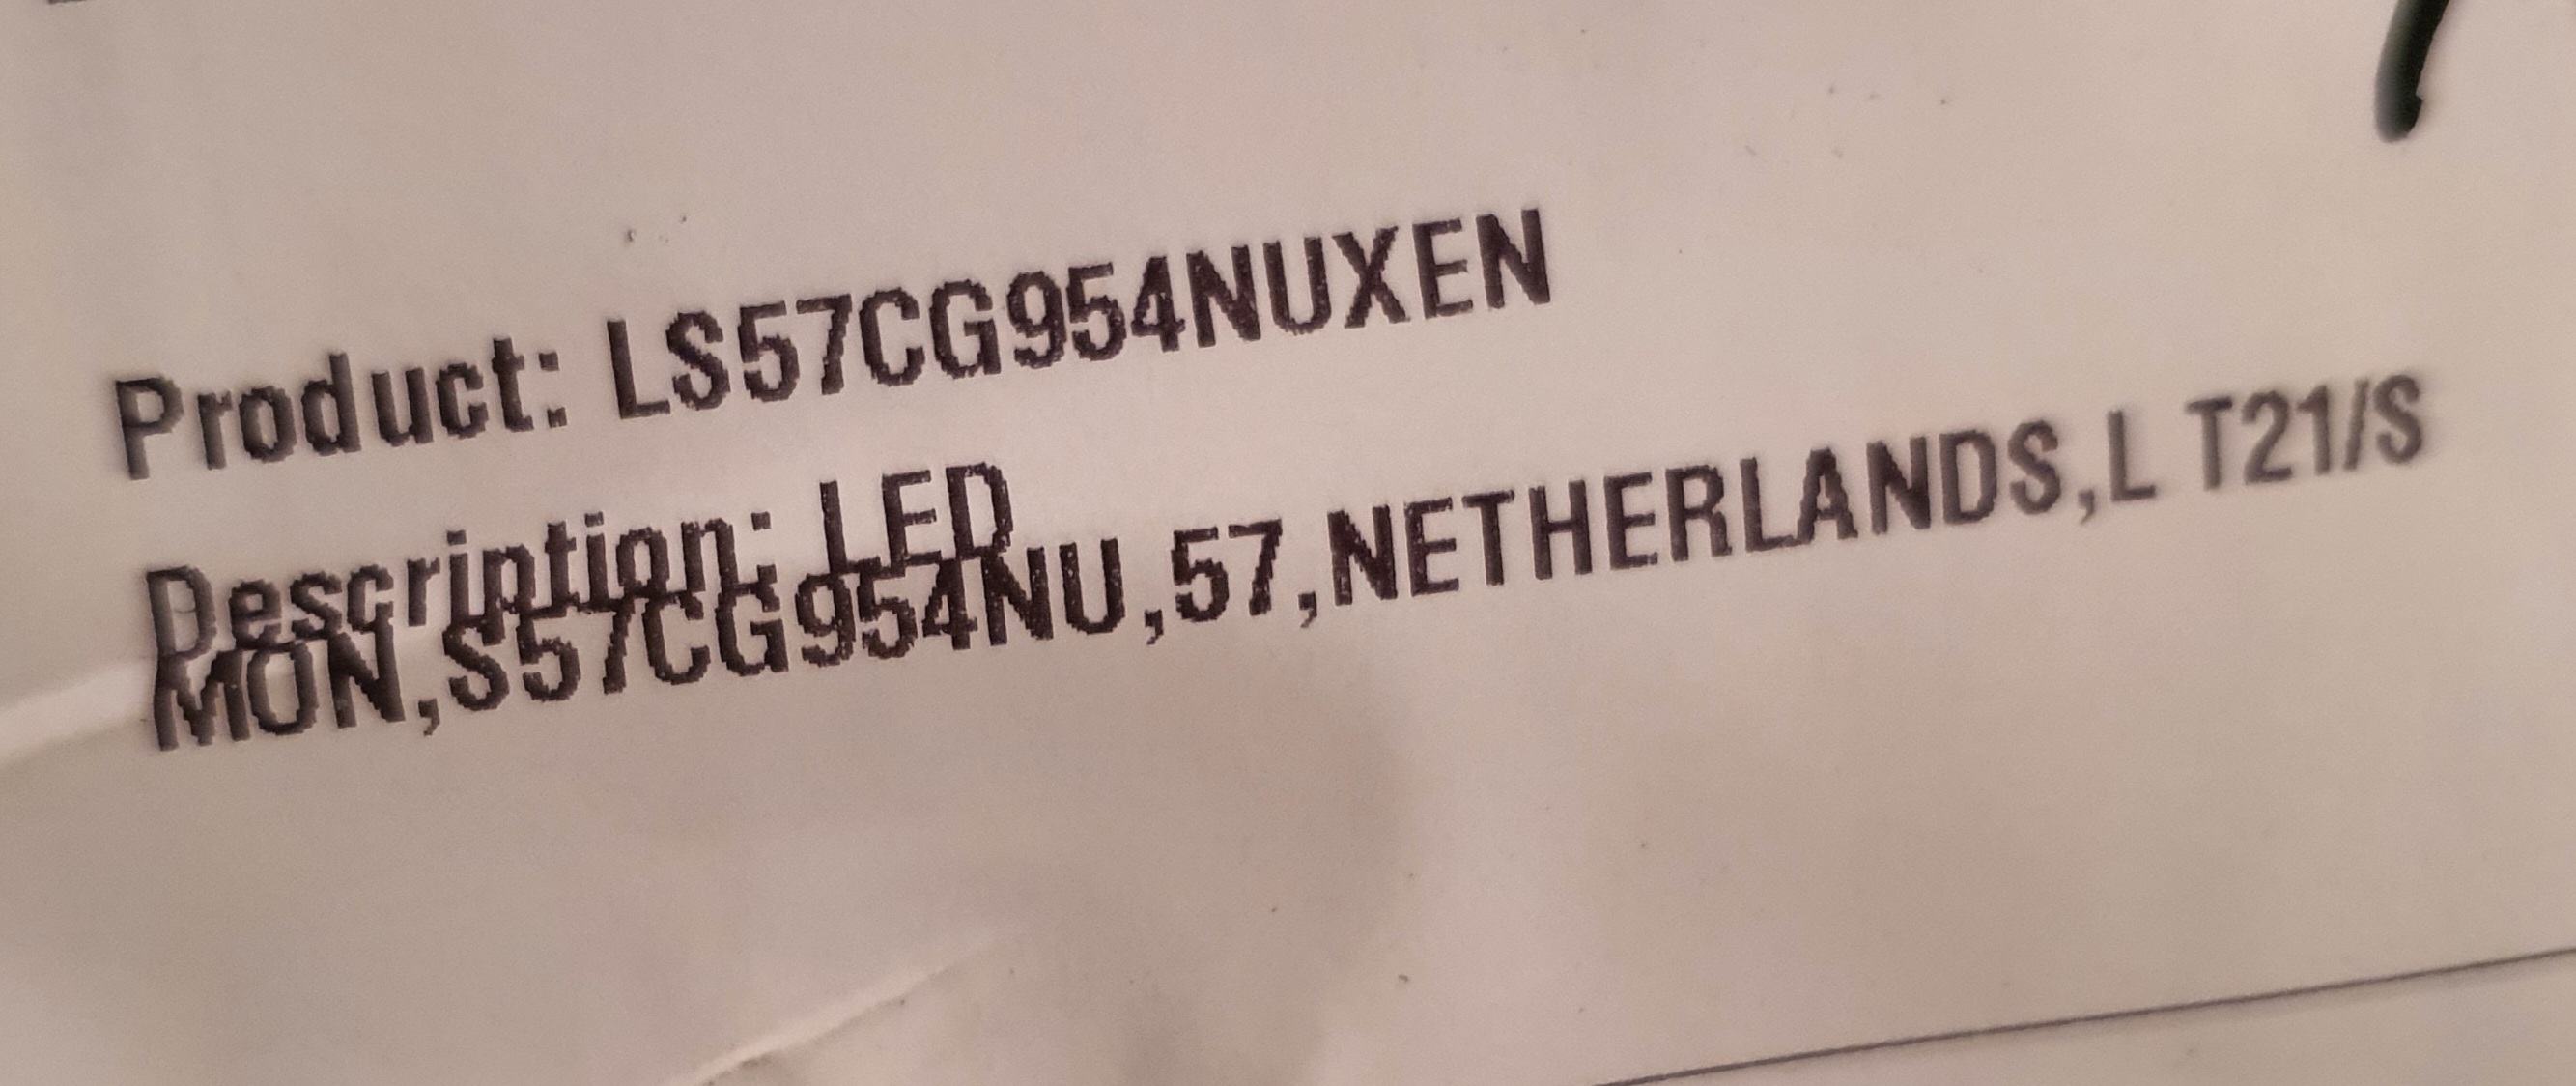 Product: LS57CG954NUXEN
Description: LED
MON,S57CG954NU,57,NETHERLANDS,L T21/S